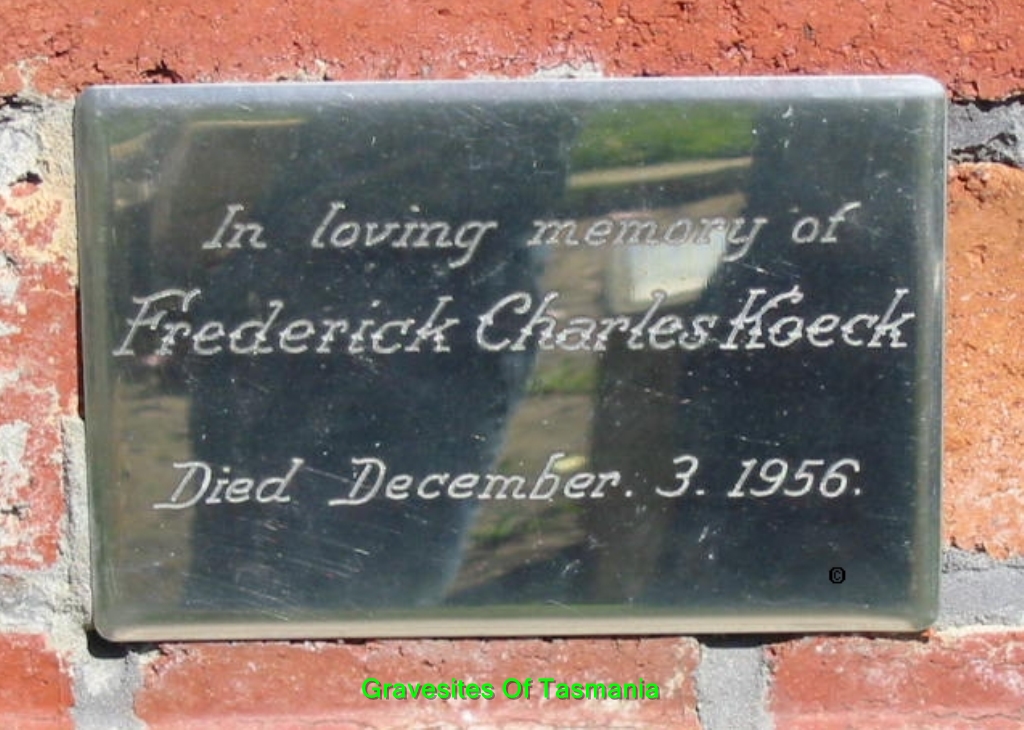 In loving memory of
Frederick Charles Koeck
Died December. 3. 1956.
©
Gravesites Of Tasmania